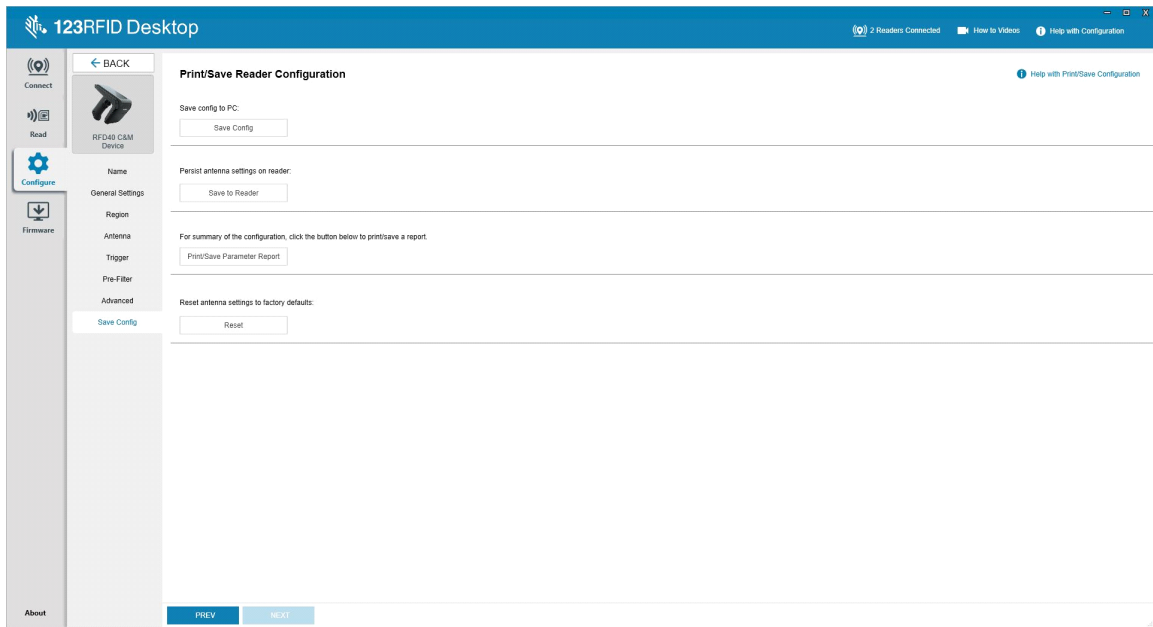 123RFID Desktop
2 Readers Connected
How to Videos
Help with Configuration
Connect
Read
Configure
Firmware
About
BACK
RFD40 C&M
Device
Name
General Settings
Region
Antenna
Trigger
Pre-Filter
Advanced
Save Config
Print/Save Reader Configuration
Help with Print/Save Configuration
Save config to PC:
Save Config
Persist antenna settings on reader:
Save to Reader
For summary of the configuration, click the button below to print/save a report.
Print/Save Parameter Report
Reset antenna settings to factory defaults:
Reset
PREV
NEXT